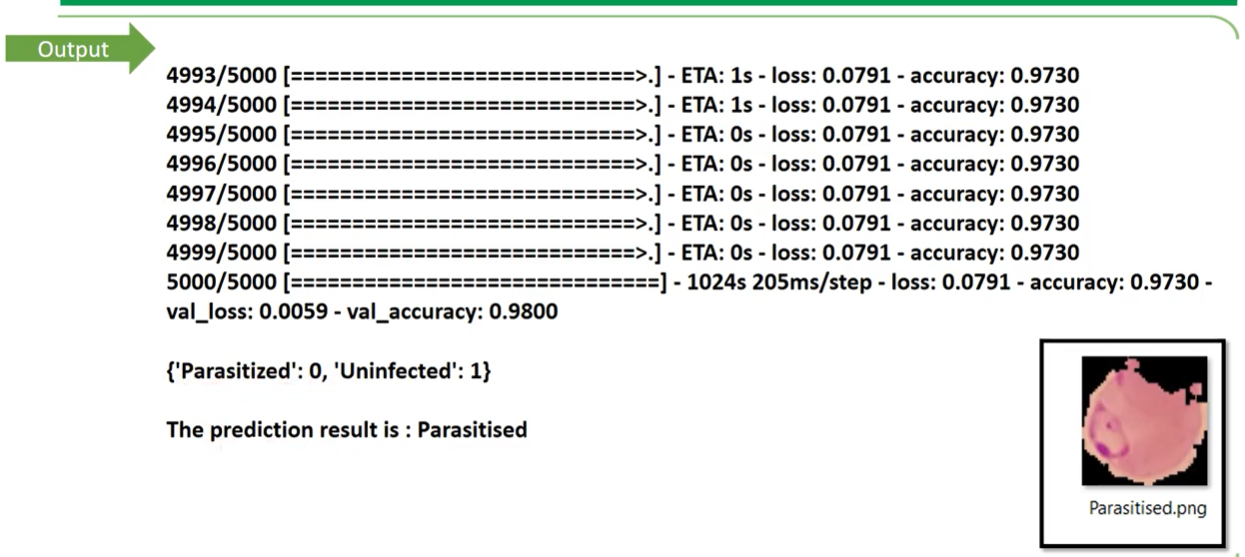 Output
4993/5000 [============================>.] - ETA: 1s - loss: 0.0791 - accuracy: 0.9730
4994/5000 [============================>.] - ETA: 1s - loss: 0.0791 - accuracy: 0.9730
4995/5000 [============================>.] - ETA: 0s - loss: 0.0791 - accuracy: 0.9730
4996/5000 [============================>.] - ETA: 0s - loss: 0.0791 - accuracy: 0.9730
4997/5000 [============================>.] - ETA: 0s - loss: 0.0791 - accuracy: 0.9730
4998/5000 [============================>.] - ETA: 0s - loss: 0.0791 - accuracy: 0.9730
4999/5000 [============================>.] - ETA: 0s - loss: 0.0791 - accuracy: 0.9730
5000/5000 [==============================] - 1024s 205ms/step - loss: 0.0791 - accuracy: 0.9730 -
val_loss: 0.0059 - val_accuracy: 0.9800
{'Parasitized': 0, 'Uninfected': 1}
The prediction result is : Parasitised
Parasitised.png